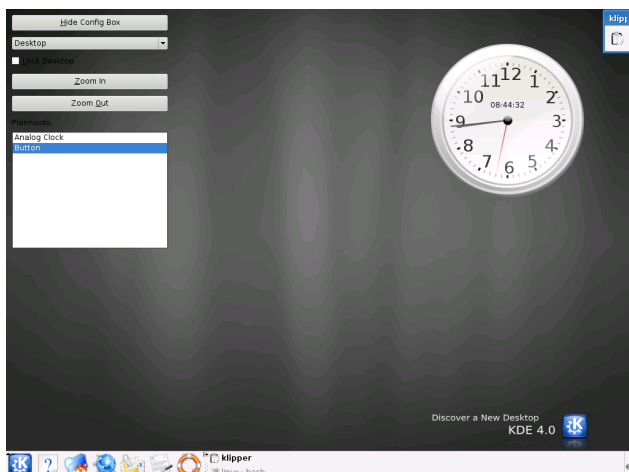 Hide Config Box
Desktop
Lock Desktop
Zoom In
Zoom Out
Plasmoids:
Analog Clock
Button
klipp
12
1
2
3
4
5
6
7
8
9
10
11
08:44:32
Discover a New Desktop
KDE 4.0
klipper